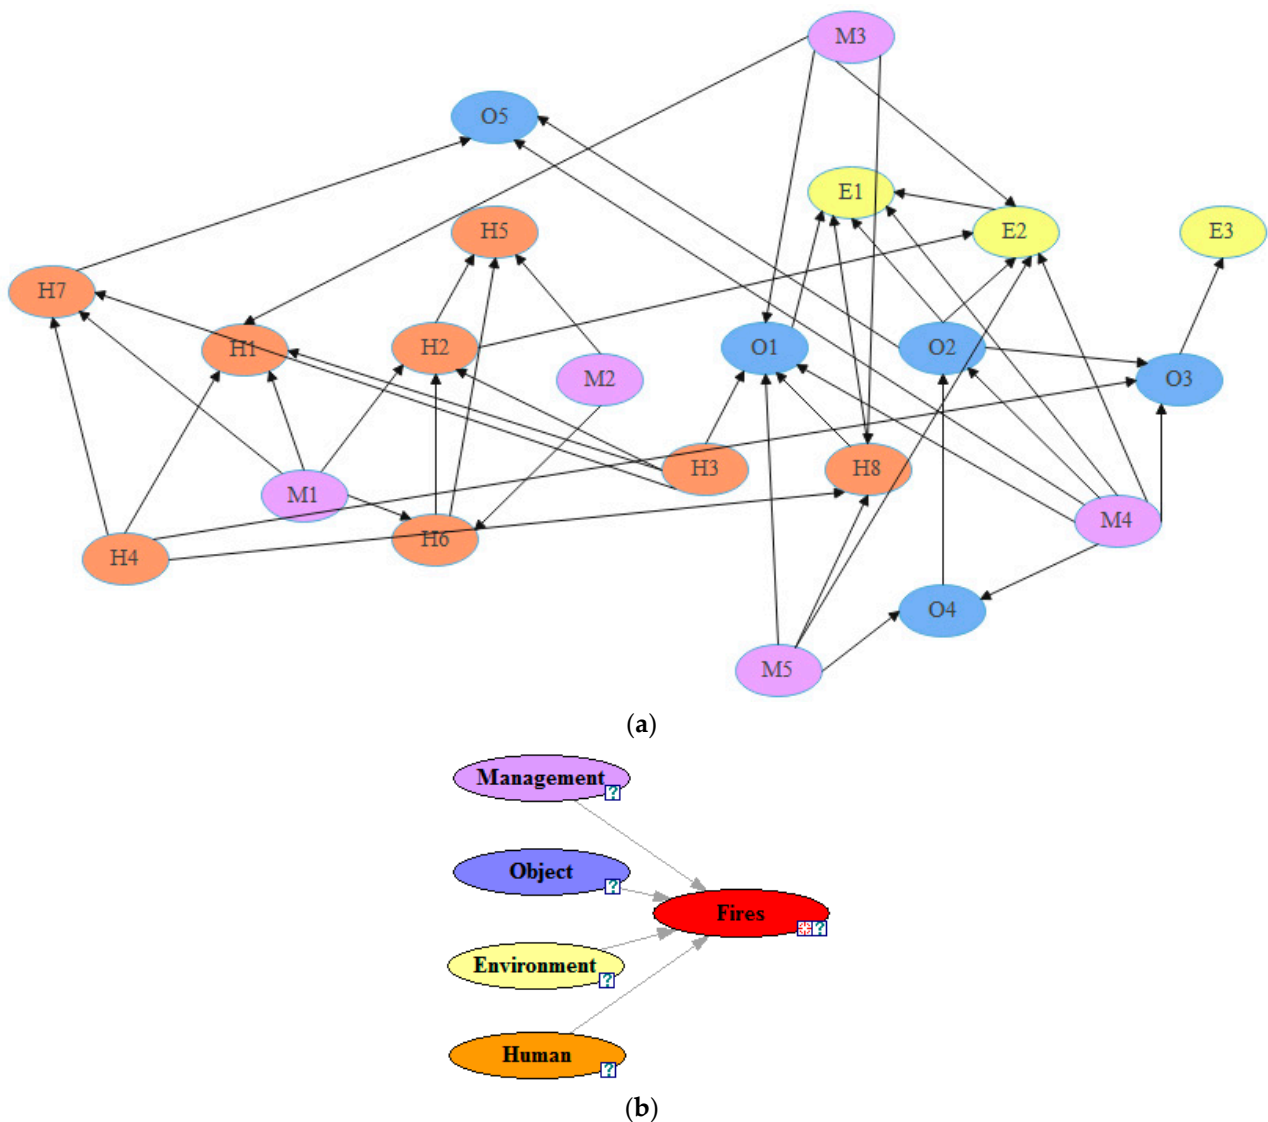 M3
O5
E1
H5
E2
E3
H7
H1
H2
O1
O2
M2
O3
H3
H8
M1
M4
H4
H6
O4
M5
(a)
Management
?
Object
?
Fires
?
Environment
?
Human
?
(b)